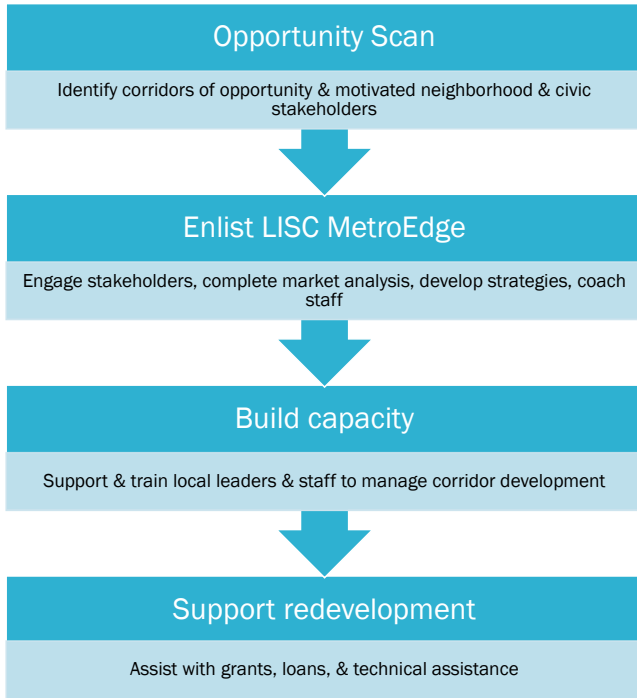 Opportunity Scan
Identify corridors of opportunity & motivated neighborhood & civic
stakeholders
Enlist LISC MetroEdge
Engage stakeholders, complete market analysis, develop strategies, coach
staff
Build capacity
Support & train local leaders & staff to manage corridor development
Support redevelopment
Assist with grants, loans, & technical assistance